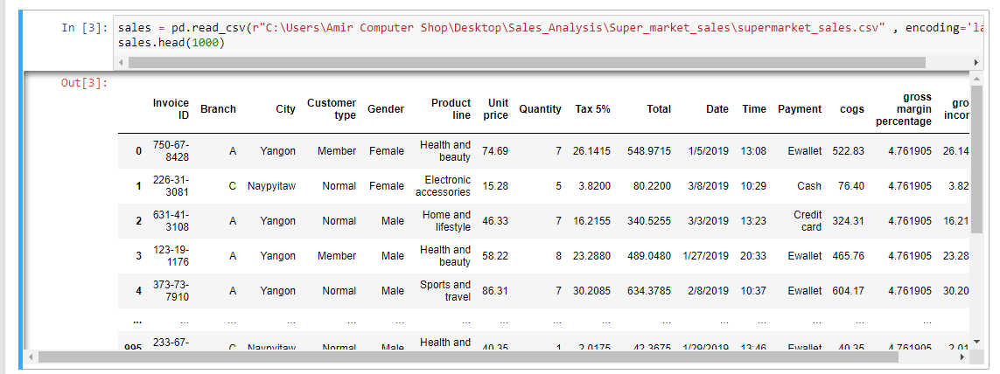 In [3]: sales = pd.read_csv(r"C:\Users\Amir Computer Shop\Desktop\Sales_Analysis\Super_market_sales\supermarket_sales.csv" , encoding='la
sales.head(1000)
Out[3]:
Invoice ID Branch City Customer type Gender Product line Unit price Quantity Tax 5% Total Date Time Payment cogs gross margin percentage gro incor
0 750-67-8428 A Yangon Member Female Health and beauty 74.69 7 26.1415 548.9715 1/5/2019 13:08 Ewallet 522.83 4.761905 26.14
1 226-31-3081 C Naypyitaw Normal Female Electronic accessories 15.28 5 3.8200 80.2200 3/8/2019 10:29 Cash 76.40 4.761905 3.82
2 631-41-3108 A Yangon Normal Male Home and lifestyle 46.33 7 16.2155 340.5255 3/3/2019 13:23 Credit card 324.31 4.761905 16.21
3 123-19-1176 A Yangon Member Male Health and beauty 58.22 8 23.2880 489.0480 1/27/2019 20:33 Ewallet 465.76 4.761905 23.28
4 373-73-7910 A Yangon Normal Male Sports and travel 86.31 7 30.2085 634.3785 2/8/2019 10:37 Ewallet 604.17 4.761905 30.20
... ... ... ... ... ... ... ... ... ... ... ... ... ... ... ...
995 233-67- C Naypyitaw Normal Male Health and 40.35 1 2.0175 42.3675 1/29/2019 13:46 Ewallet 40.35 4.761905 2.01